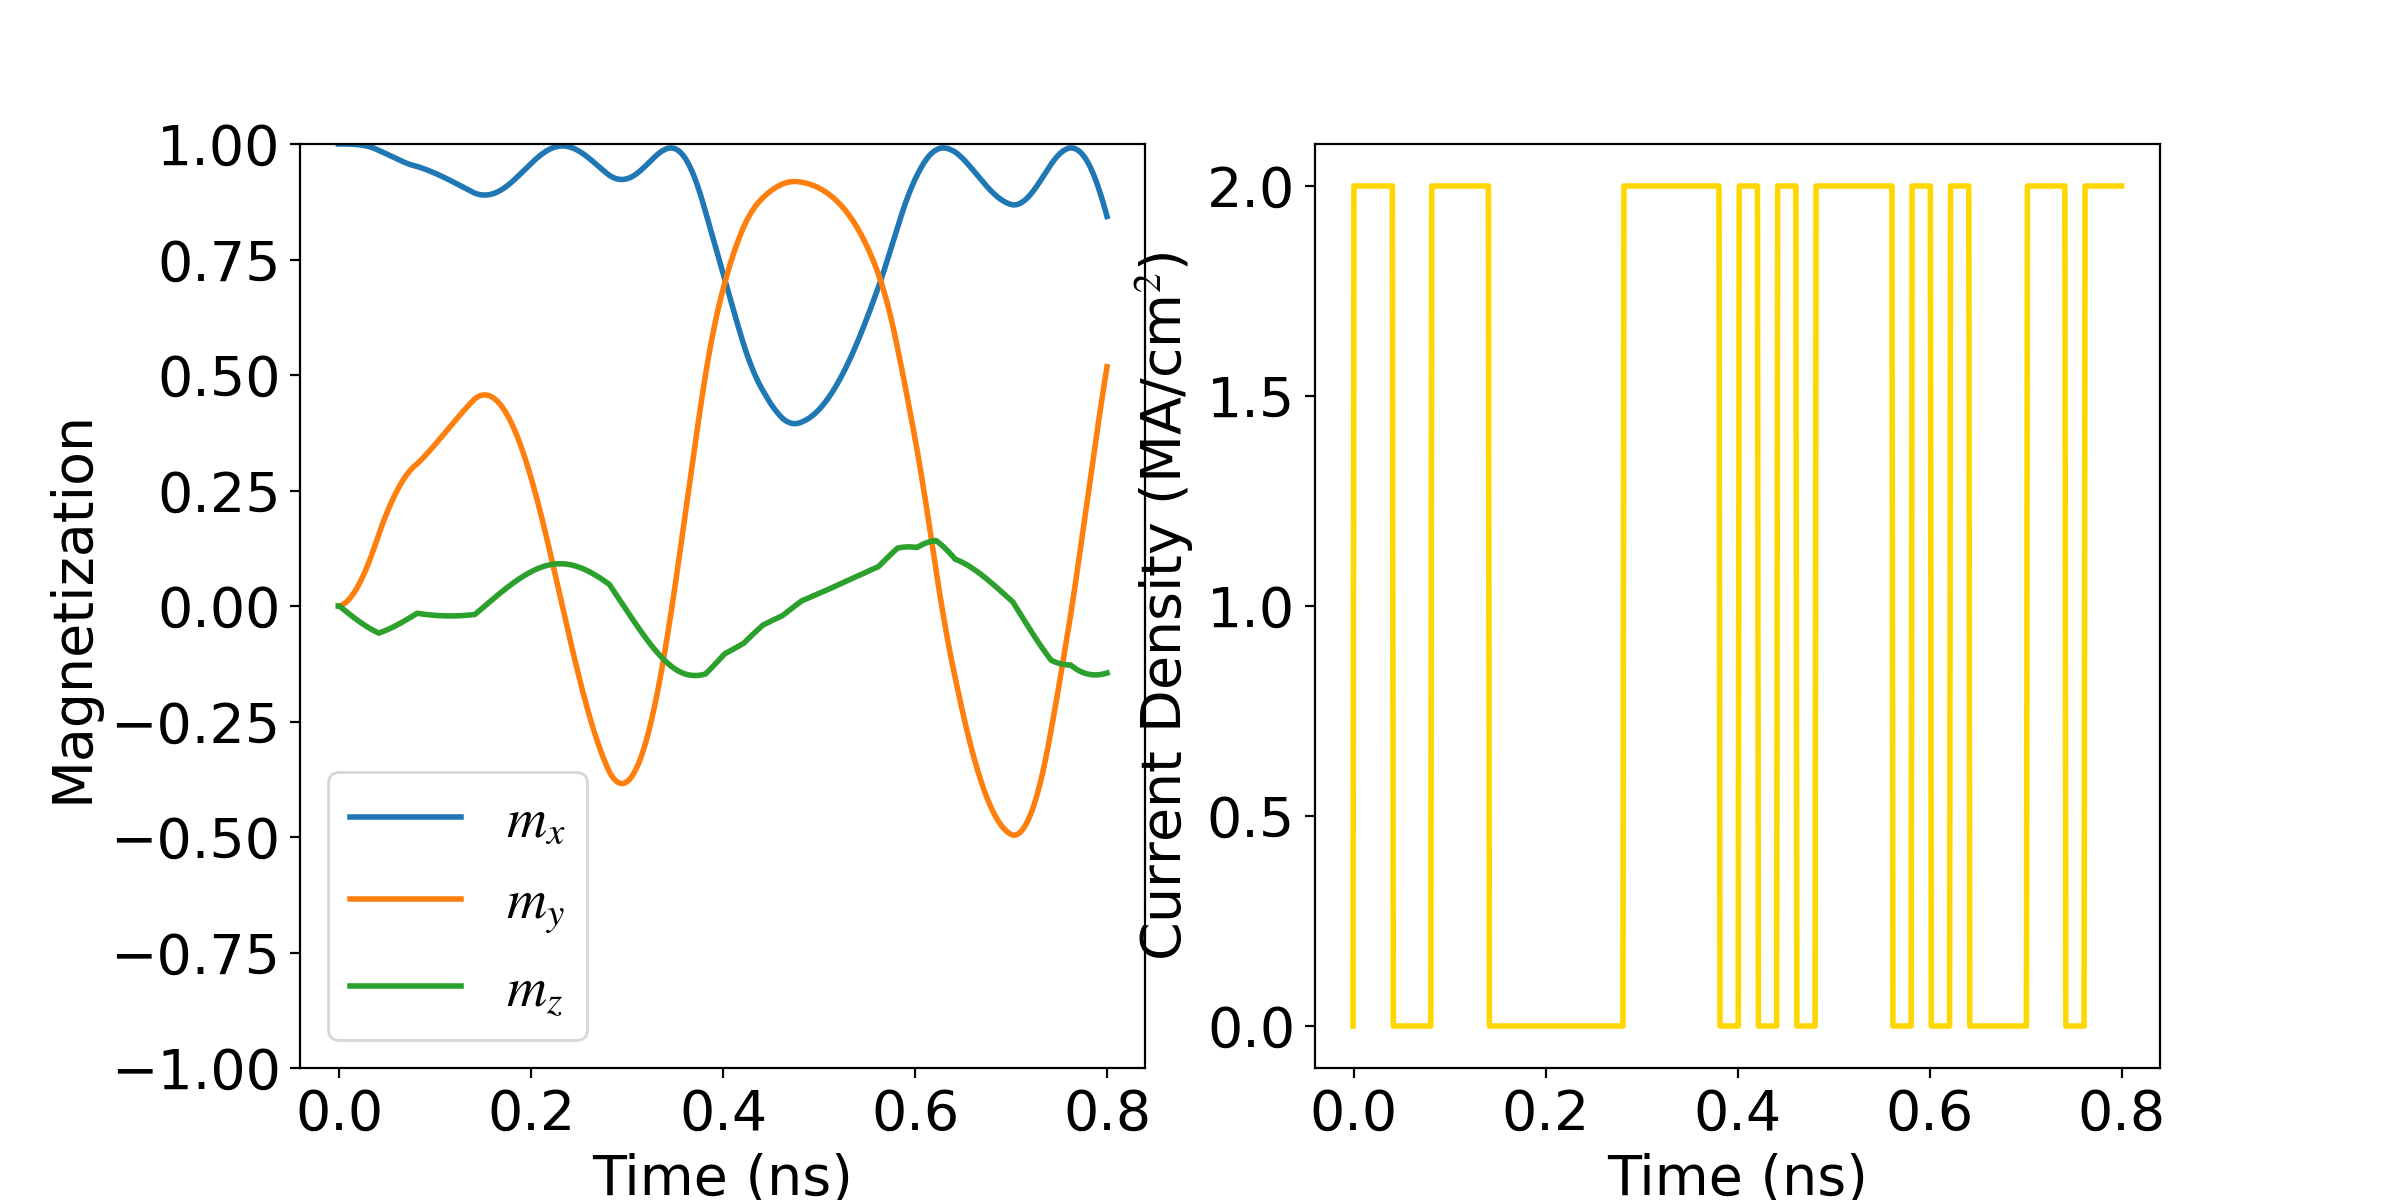 Magnetization
1.00
0.75
0.50
0.25
0.00
−0.25
−0.50
−0.75
−1.00
m_x
m_y
m_z
0.0 0.2 0.4 0.6 0.8
Time (ns)
Current Density (MA/cm²)
2.0
1.5
1.0
0.5
0.0
0.0 0.2 0.4 0.6 0.8
Time (ns)